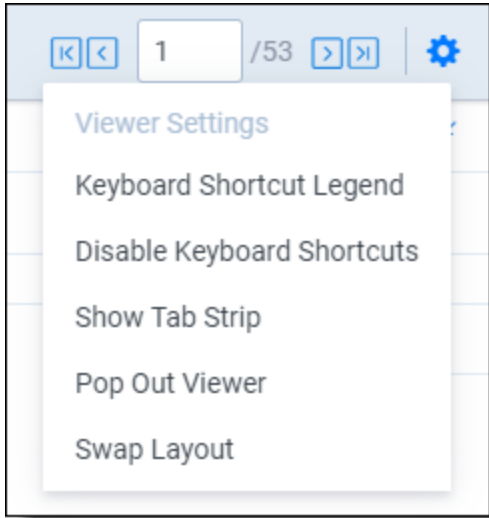 1 /53
Viewer Settings
Keyboard Shortcut Legend
Disable Keyboard Shortcuts
Show Tab Strip
Pop Out Viewer
Swap Layout